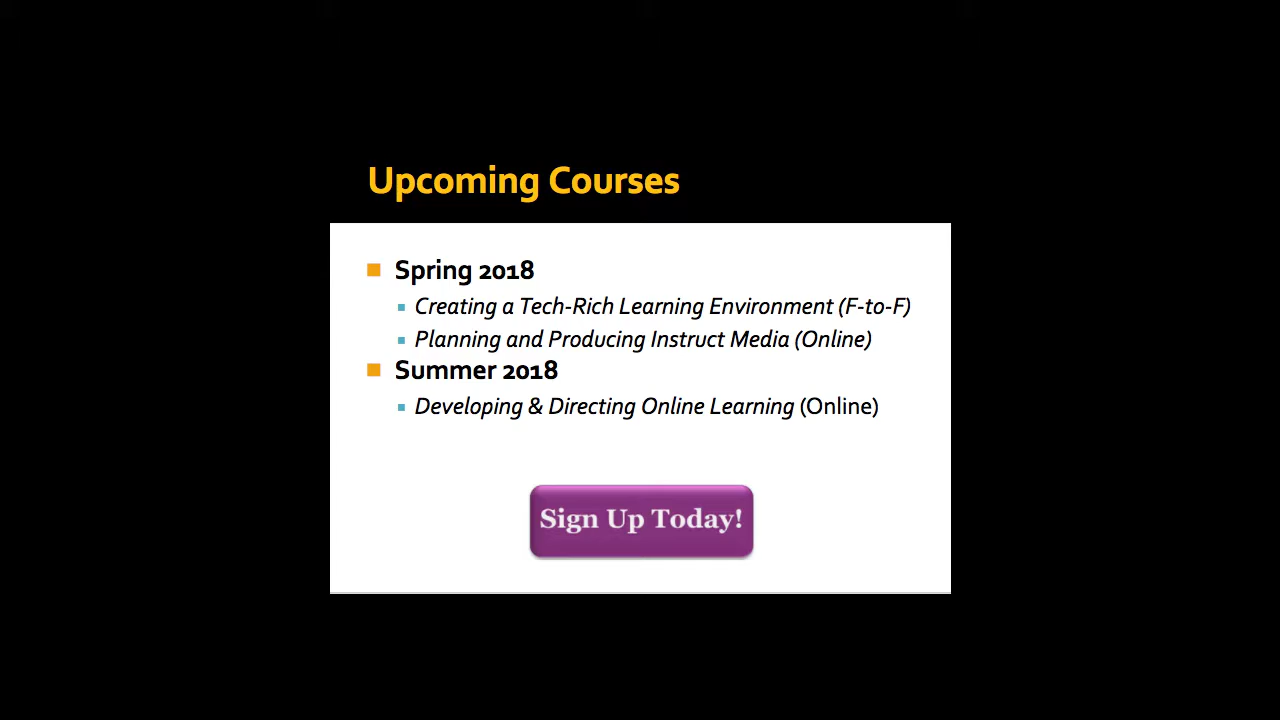 Upcoming Courses
Spring 2018
Creating a Tech-Rich Learning Environment (F-to-F)
Planning and Producing Instruct Media (Online)
Summer 2018
Developing & Directing Online Learning (Online)
Sign Up Today!